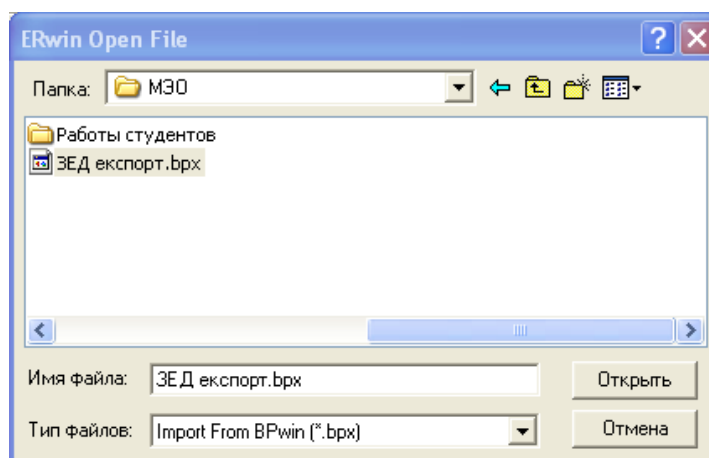 ERwin Open File
Папка: МЭО
Работы студентов
ЗЕД експорт.bpx
Имя файла: ЗЕД експорт.bpx Открыть
Тип файлов: Import From BPwin (*.bpx) Отмена